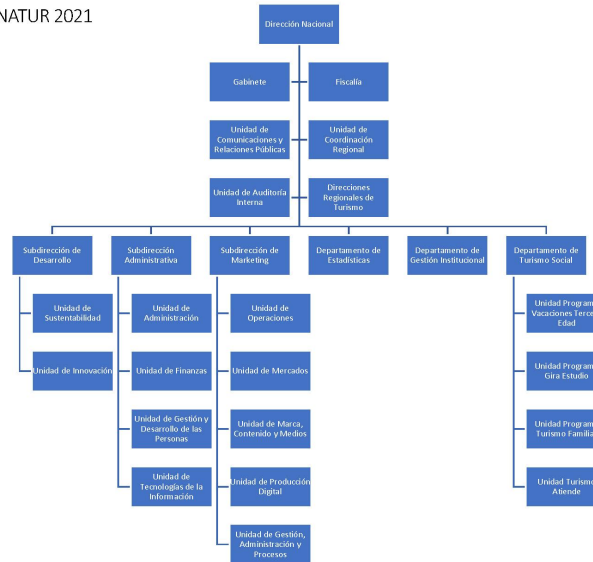 NATUR 2021
Dirección Nacional
Gabinete
Fiscalía
Unidad de
Comunicaciones y
Relaciones Públicas
Unidad de
Coordinación
Regional
Unidad de Auditoría
Interna
Direcciones
Regionales de
Turismo
Subdirección de
Desarrollo
Subdirección
Administrativa
Subdirección de
Marketing
Departamento de
Estadísticas
Departamento de
Gestión Institucional
Departamento de
Turismo Social
Unidad de
Sustentabilidad
Unidad de Innovación
Unidad de
Administración
Unidad de Finanzas
Unidad de Gestión y
Desarrollo de las
Personas
Unidad de
Tecnologías de la
Información
Unidad de
Operaciones
Unidad de Mercados
Unidad de Marca,
Contenido y Medios
Unidad de Producción
Digital
Unidad de Gestión,
Administración y
Procesos
Unidad Program
Vacaciones Terce
Edad
Unidad Program
Gira Estudio
Unidad Program
Turismo Familia
Unidad Turismo
Atiende